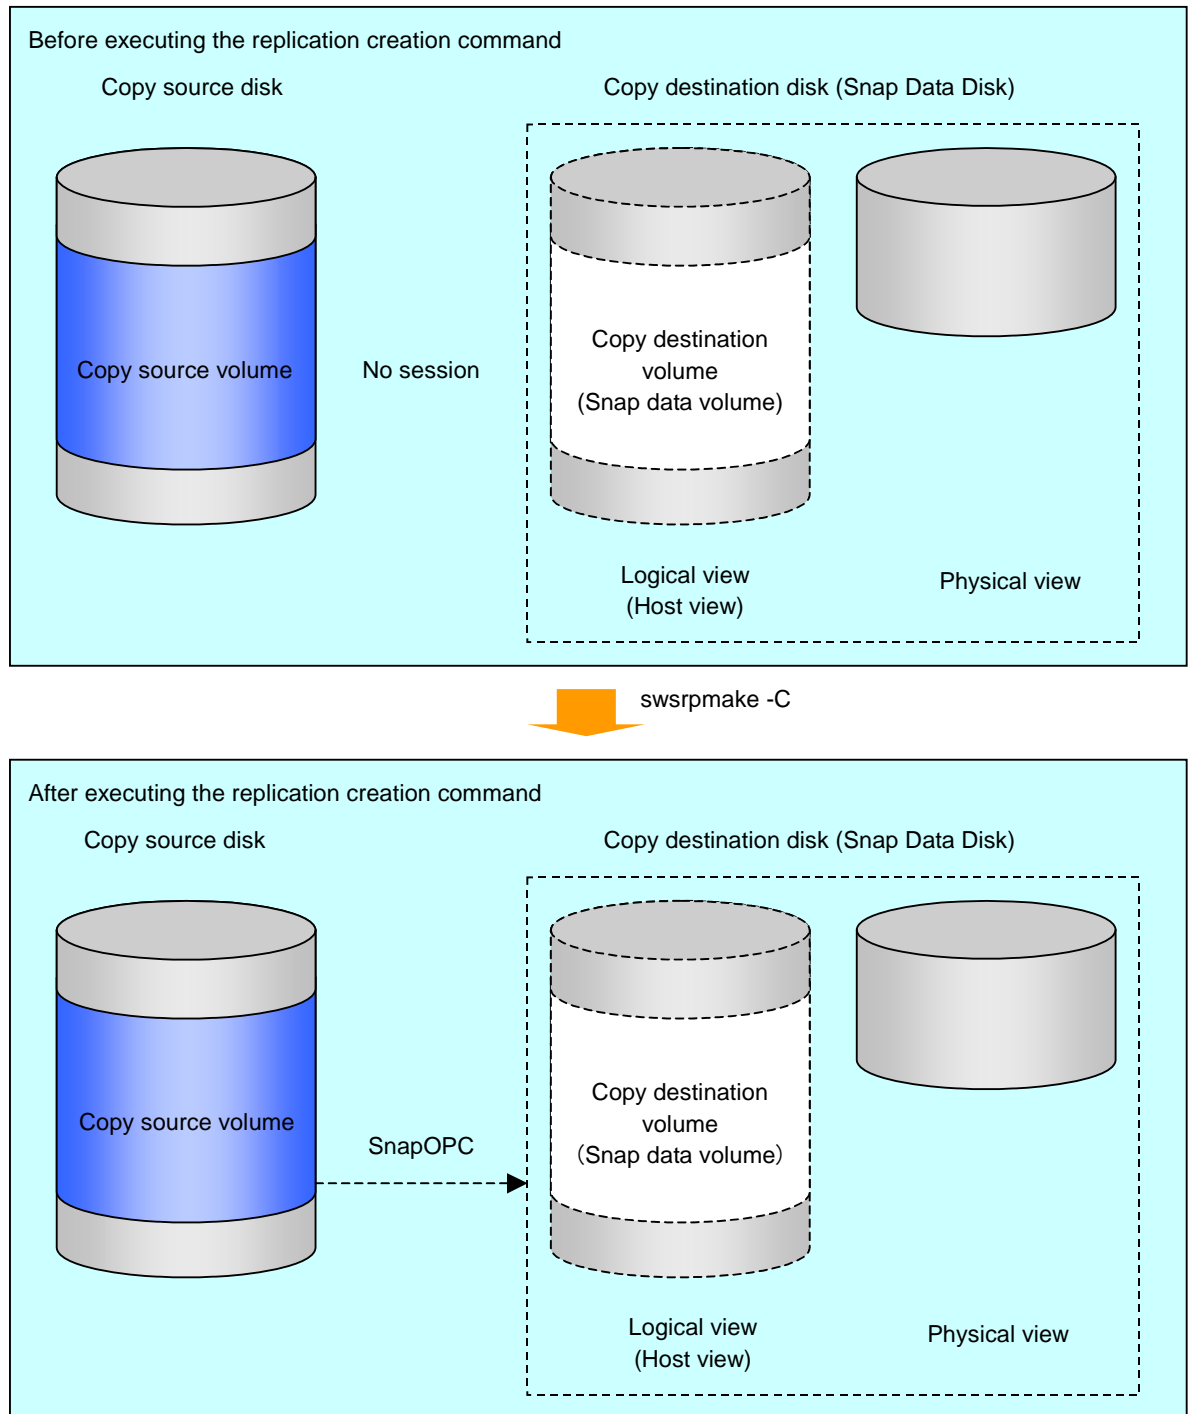 Before executing the replication creation command
Copy source disk
Copy destination disk (Snap Data Disk)
Copy source volume
No session
Copy destination
volume
(Snap data volume)
Logical view
(Host view)
Physical view
swsrpmake -C
After executing the replication creation command
Copy source disk
Copy destination disk (Snap Data Disk)
Copy source volume
SnapOPC
Copy destination
volume
（Snap data volume）
Logical view
(Host view)
Physical view